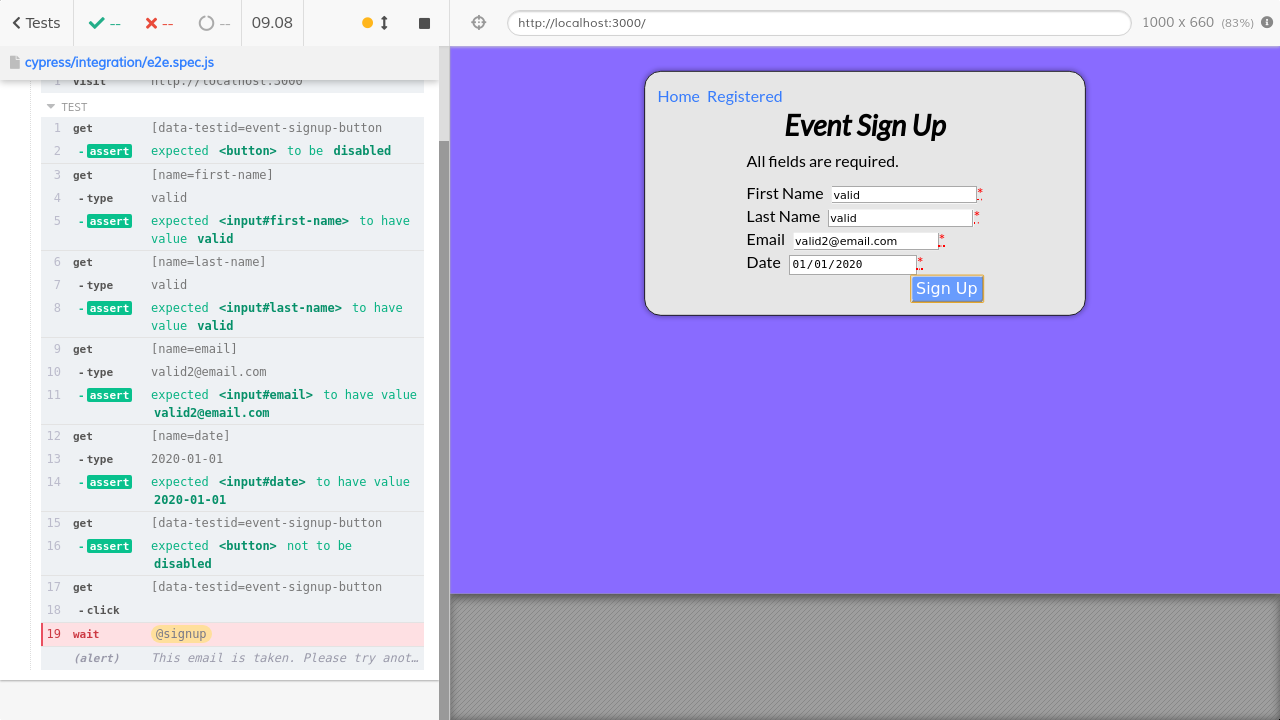 Tests
--
--
--
09.08
http://localhost:3000/
1000 x 660 (83%)
cypress/integration/e2e.spec.js
1 visit http://localhost:3000
TEST
1 get [data-testid=event-signup-button
2 -assert expected <button> to be disabled
3 get [name=first-name]
4 -type valid
5 -assert expected <input#first-name> to have
value valid
6 get [name=last-name]
7 -type valid
8 -assert expected <input#last-name> to have
value valid
9 get [name=email]
10 -type valid2@email.com
11 -assert expected <input#email> to have value
valid2@email.com
12 get [name=date]
13 -type 2020-01-01
14 -assert expected <input#date> to have value
2020-01-01
15 get [data-testid=event-signup-button
16 -assert expected <button> not to be
disabled
17 get [data-testid=event-signup-button
18 -click
19 wait @signup
(alert) This email is taken. Please try anot…
Home Registered
Event Sign Up
All fields are required.
First Name valid *
Last Name valid *
Email valid2@email.com *
Date 01/01/2020 *
Sign Up